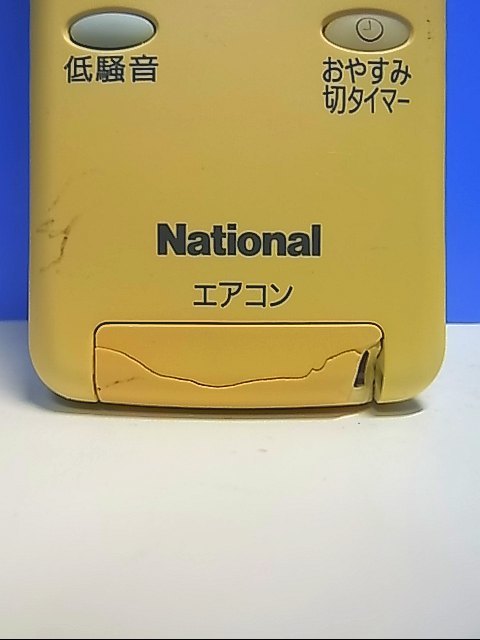 低騒音
おやすみ
切タイマー
National
エアコン